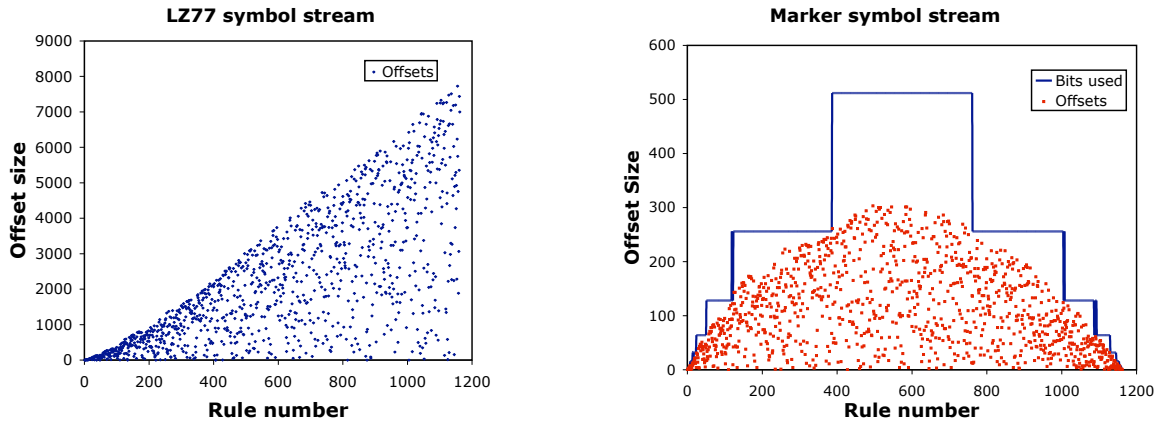 LZ77 symbol stream
9000
8000
7000
6000
5000
4000
3000
2000
1000
0
Offset size
Offsets
0 200 400 600 800 1000 1200
Rule number
Marker symbol stream
600
500
400
300
200
100
0
Offset Size
Bits used
Offsets
0 200 400 600 800 1000 1200
Rule number